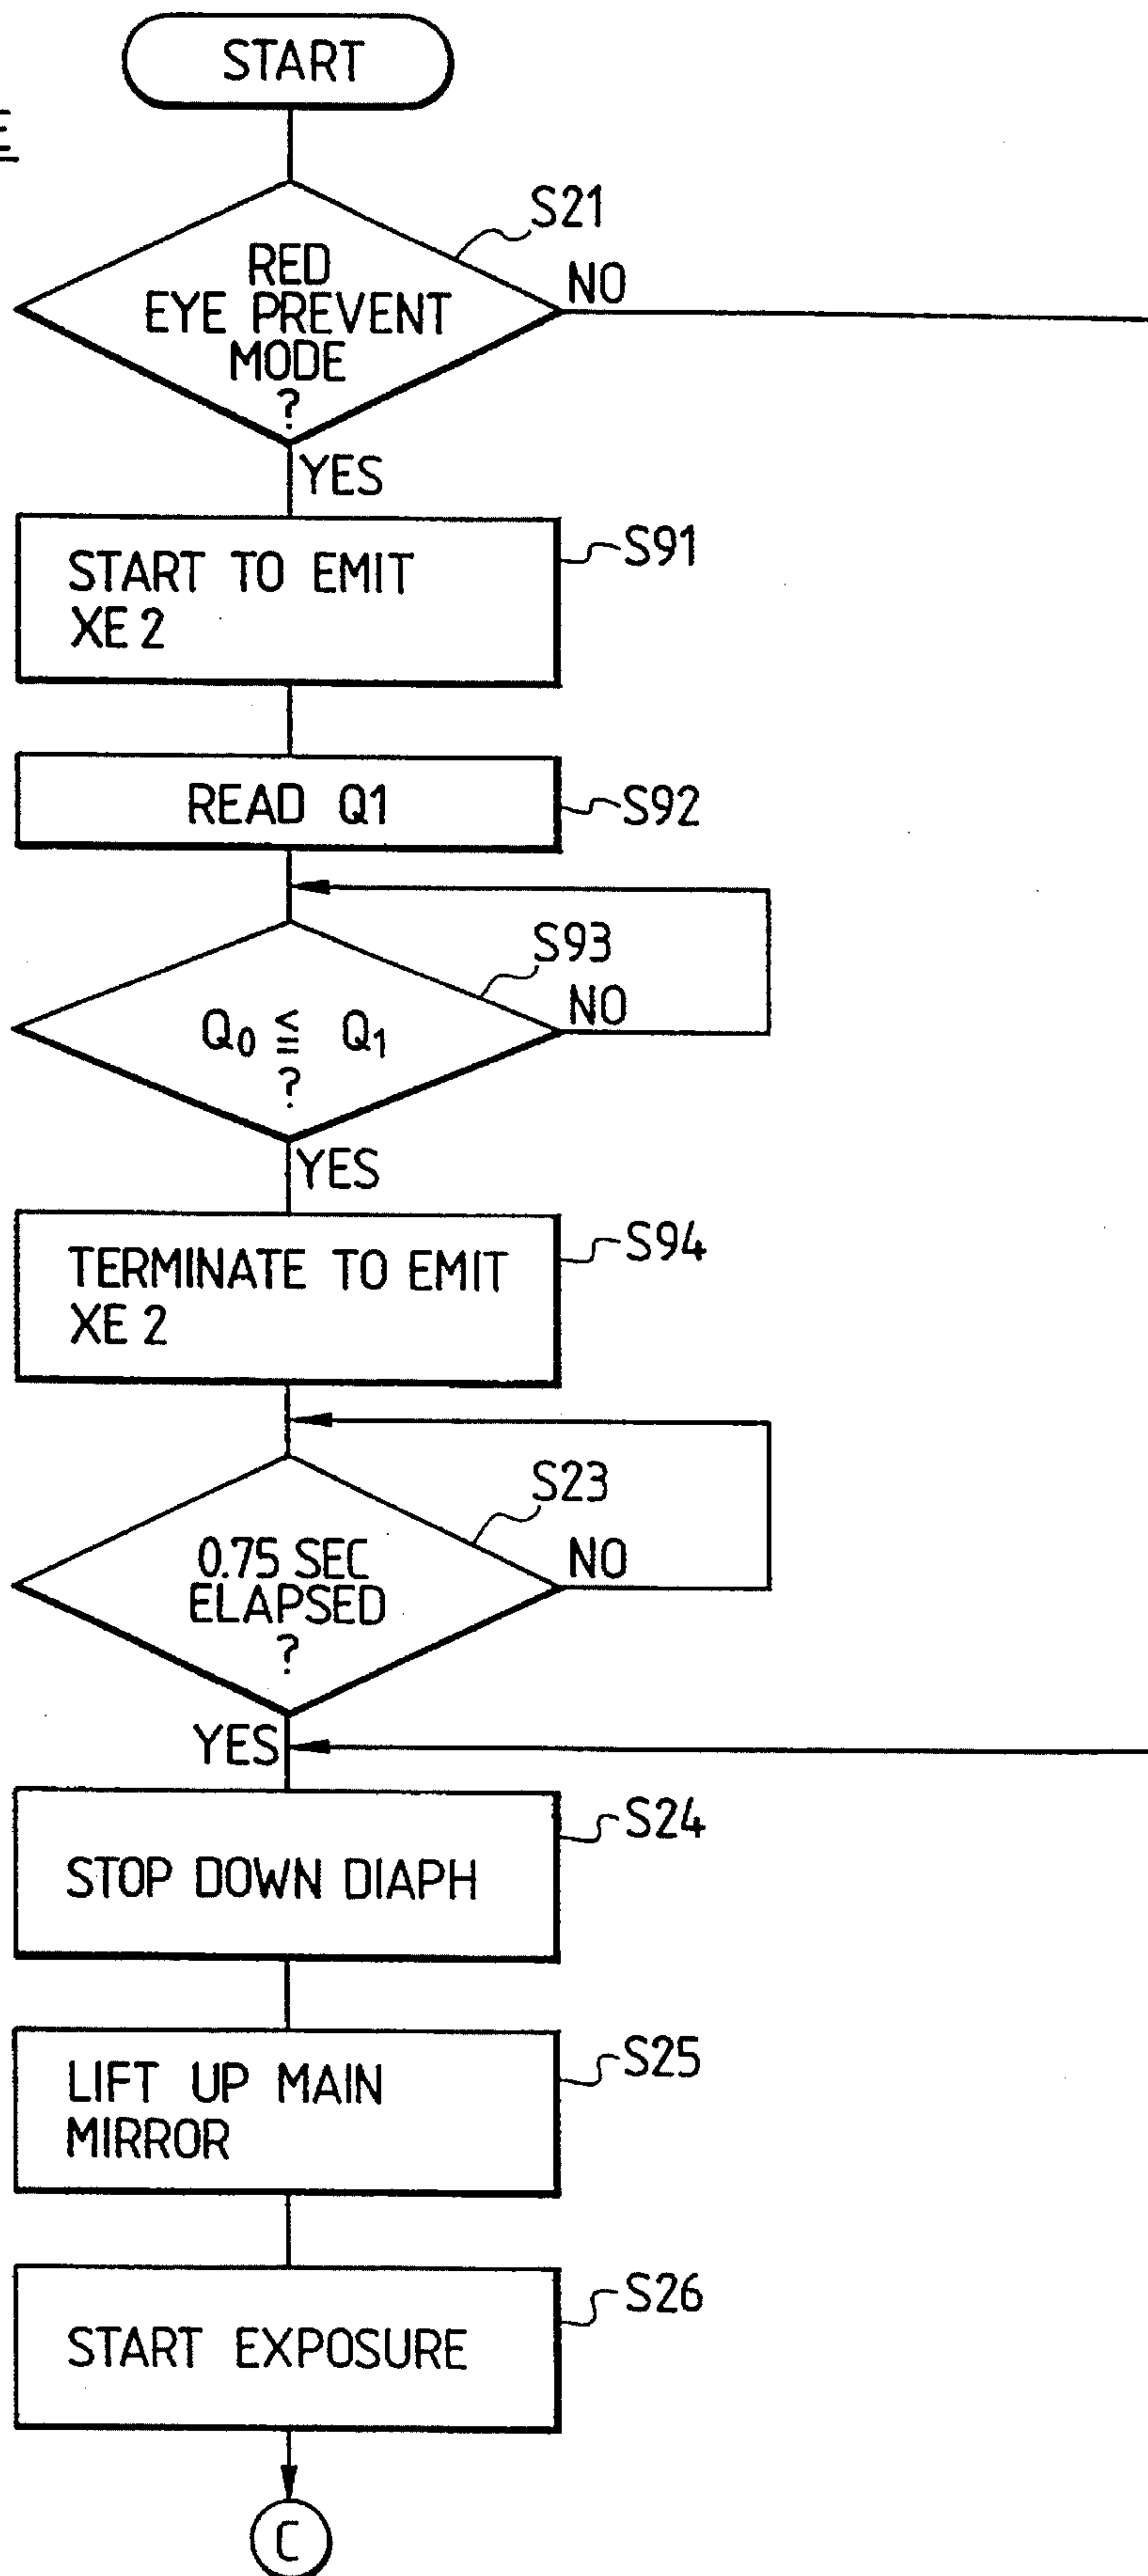 START
E
S21
RED
EYE PREVENT
MODE
?
NO
YES
S91
START TO EMIT
XE 2
READ Q1
S92
S93
Q₀ ≦ Q₁
?
NO
YES
S94
TERMINATE TO EMIT
XE 2
S23
0.75 SEC
ELAPSED
?
NO
YES
S24
STOP DOWN DIAPH
S25
LIFT UP MAIN
MIRROR
S26
START EXPOSURE
C